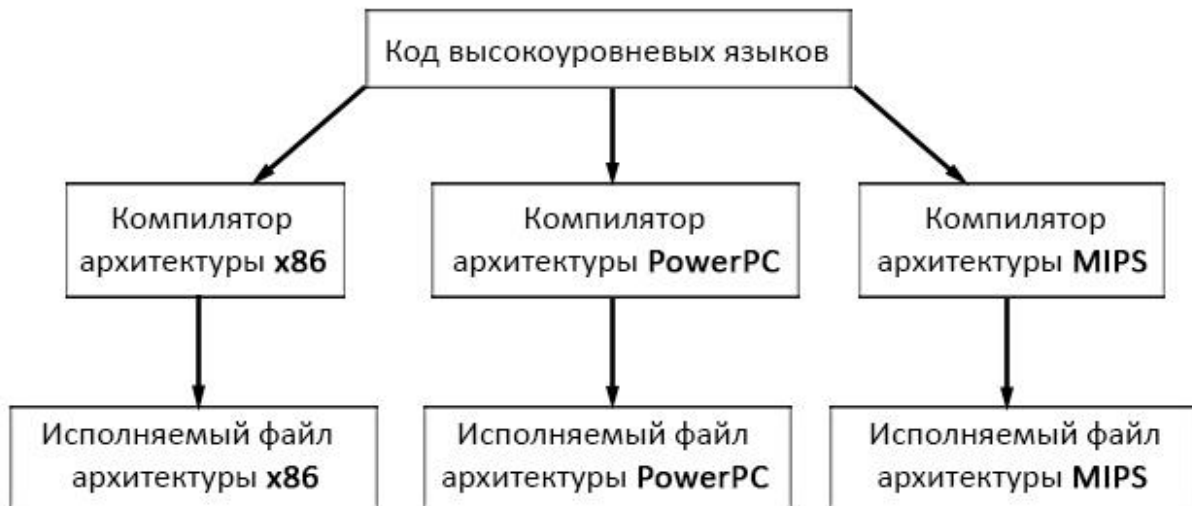 Код высокоуровневых языков
Компилятор
архитектуры x86
Компилятор
архитектуры PowerPC
Компилятор
архитектуры MIPS
Исполняемый файл
архитектуры x86
Исполняемый файл
архитектуры PowerPC
Исполняемый файл
архитектуры MIPS